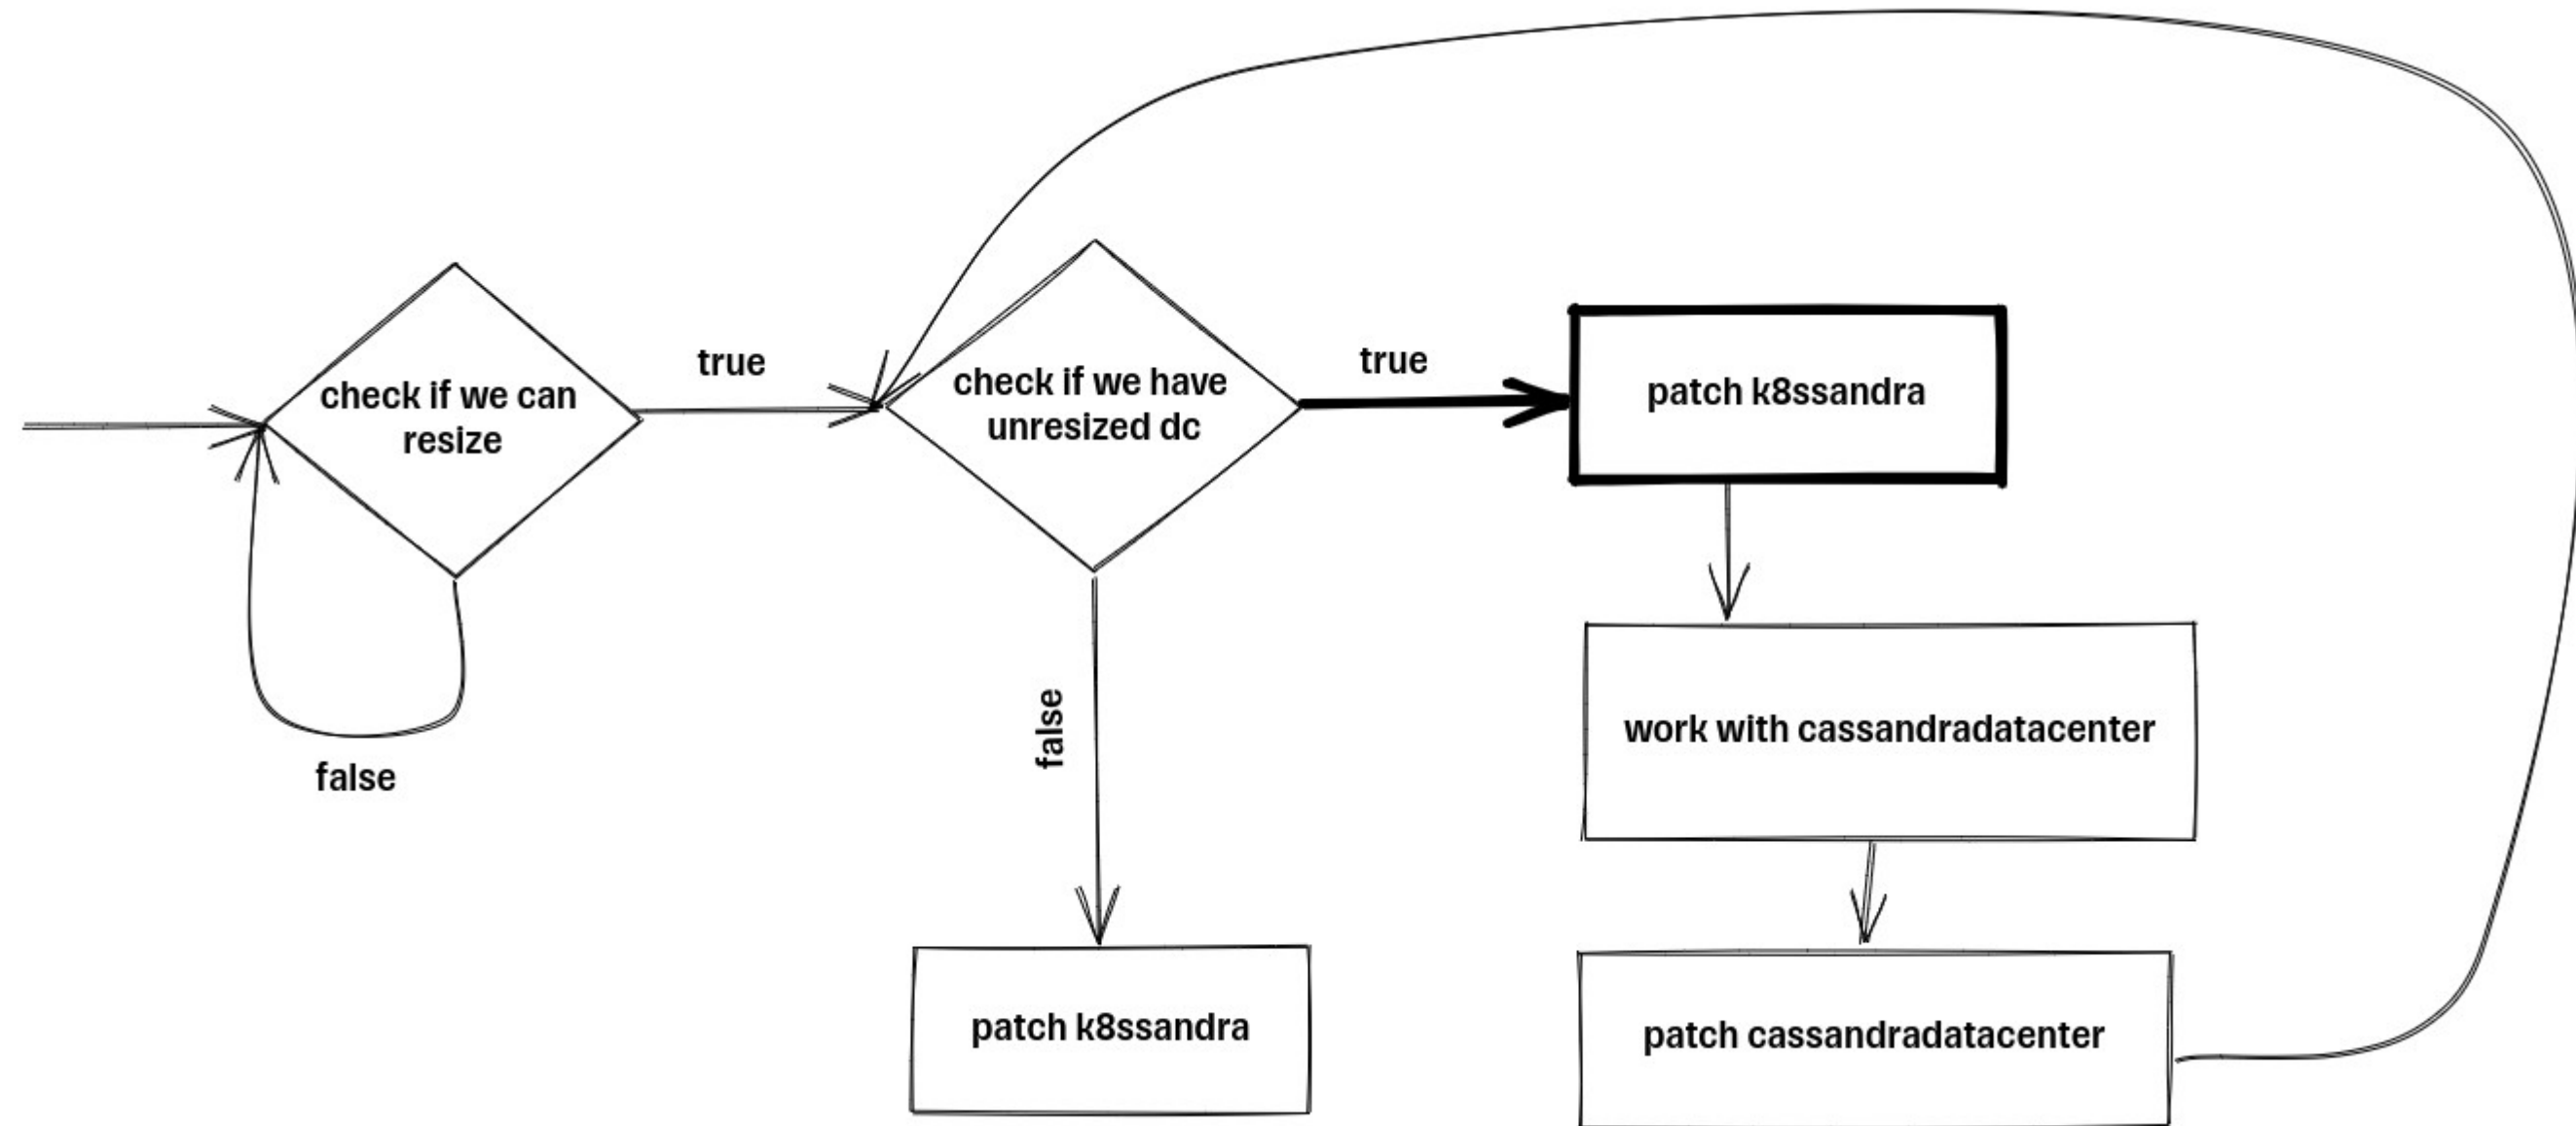 check if we can
resize
false
true
check if we have
unresized dc
false
patch k8ssandra
true
patch k8ssandra
work with cassandradatacenter
patch cassandradatacenter